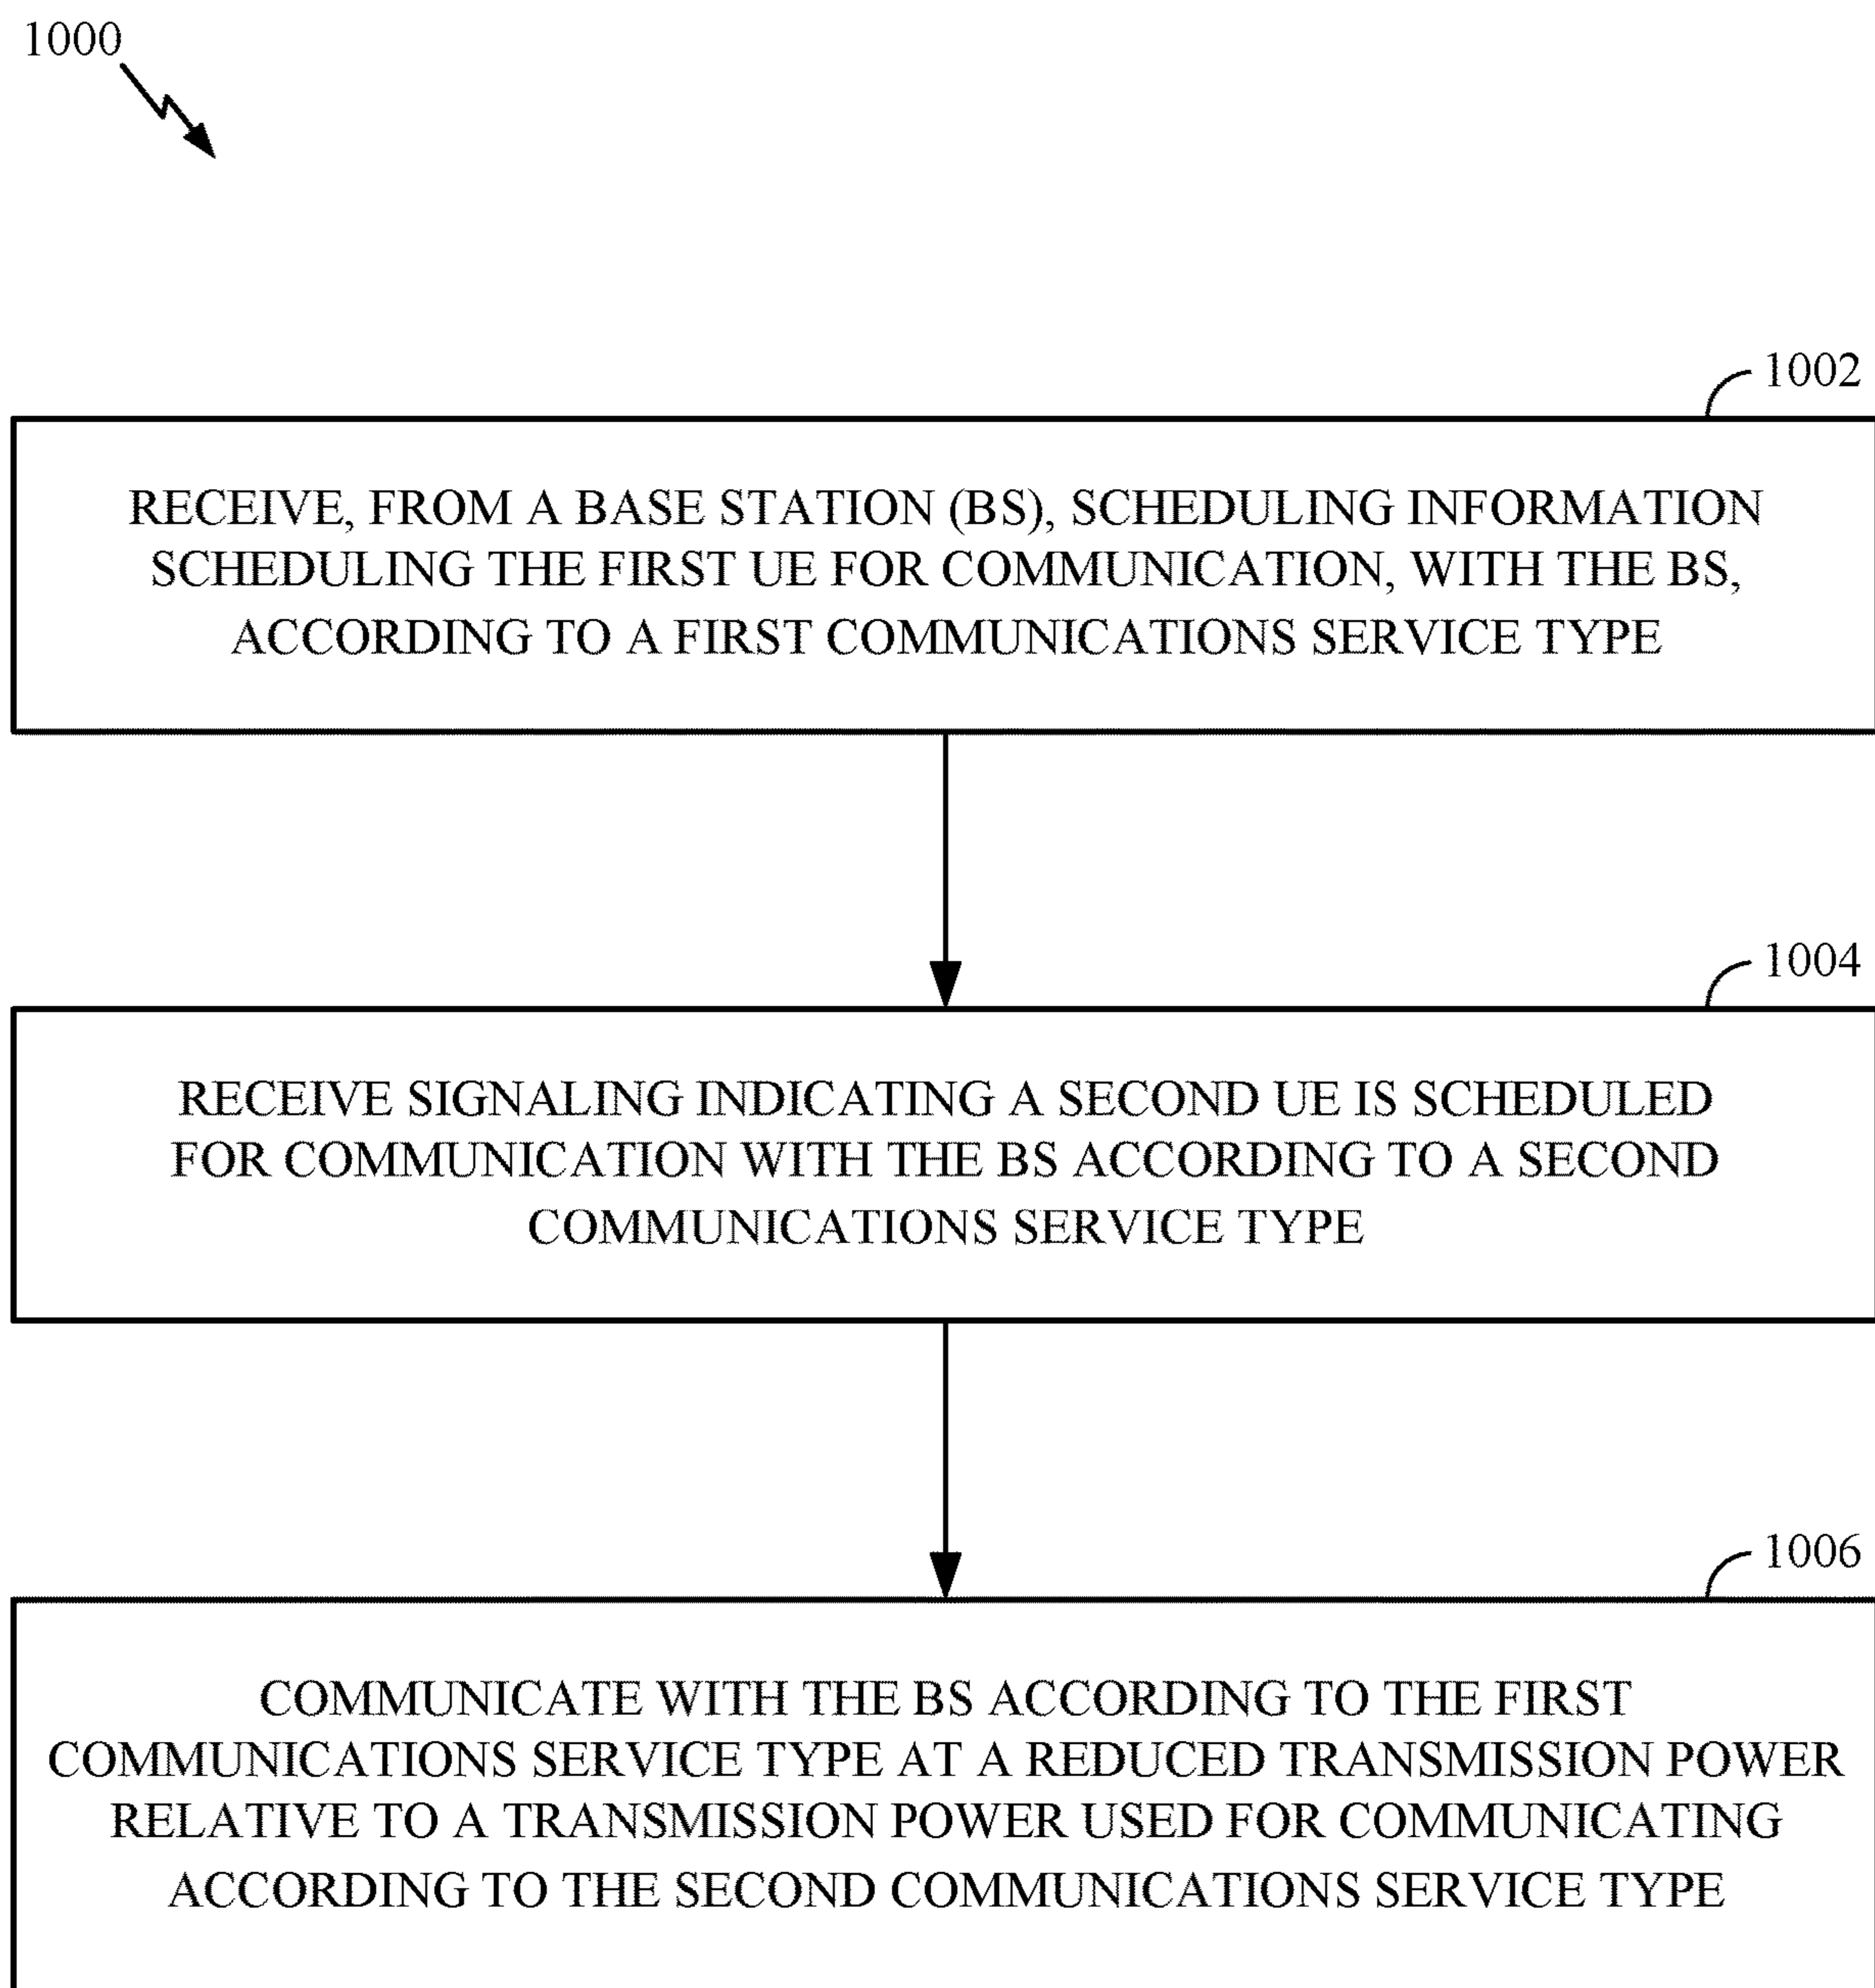 1000
1002
RECEIVE, FROM A BASE STATION (BS), SCHEDULING INFORMATION
SCHEDULING THE FIRST UE FOR COMMUNICATION, WITH THE BS,
ACCORDING TO A FIRST COMMUNICATIONS SERVICE TYPE
1004
RECEIVE SIGNALING INDICATING A SECOND UE IS SCHEDULED
FOR COMMUNICATION WITH THE BS ACCORDING TO A SECOND
COMMUNICATIONS SERVICE TYPE
1006
COMMUNICATE WITH THE BS ACCORDING TO THE FIRST
COMMUNICATIONS SERVICE TYPE AT A REDUCED TRANSMISSION POWER
RELATIVE TO A TRANSMISSION POWER USED FOR COMMUNICATING
ACCORDING TO THE SECOND COMMUNICATIONS SERVICE TYPE